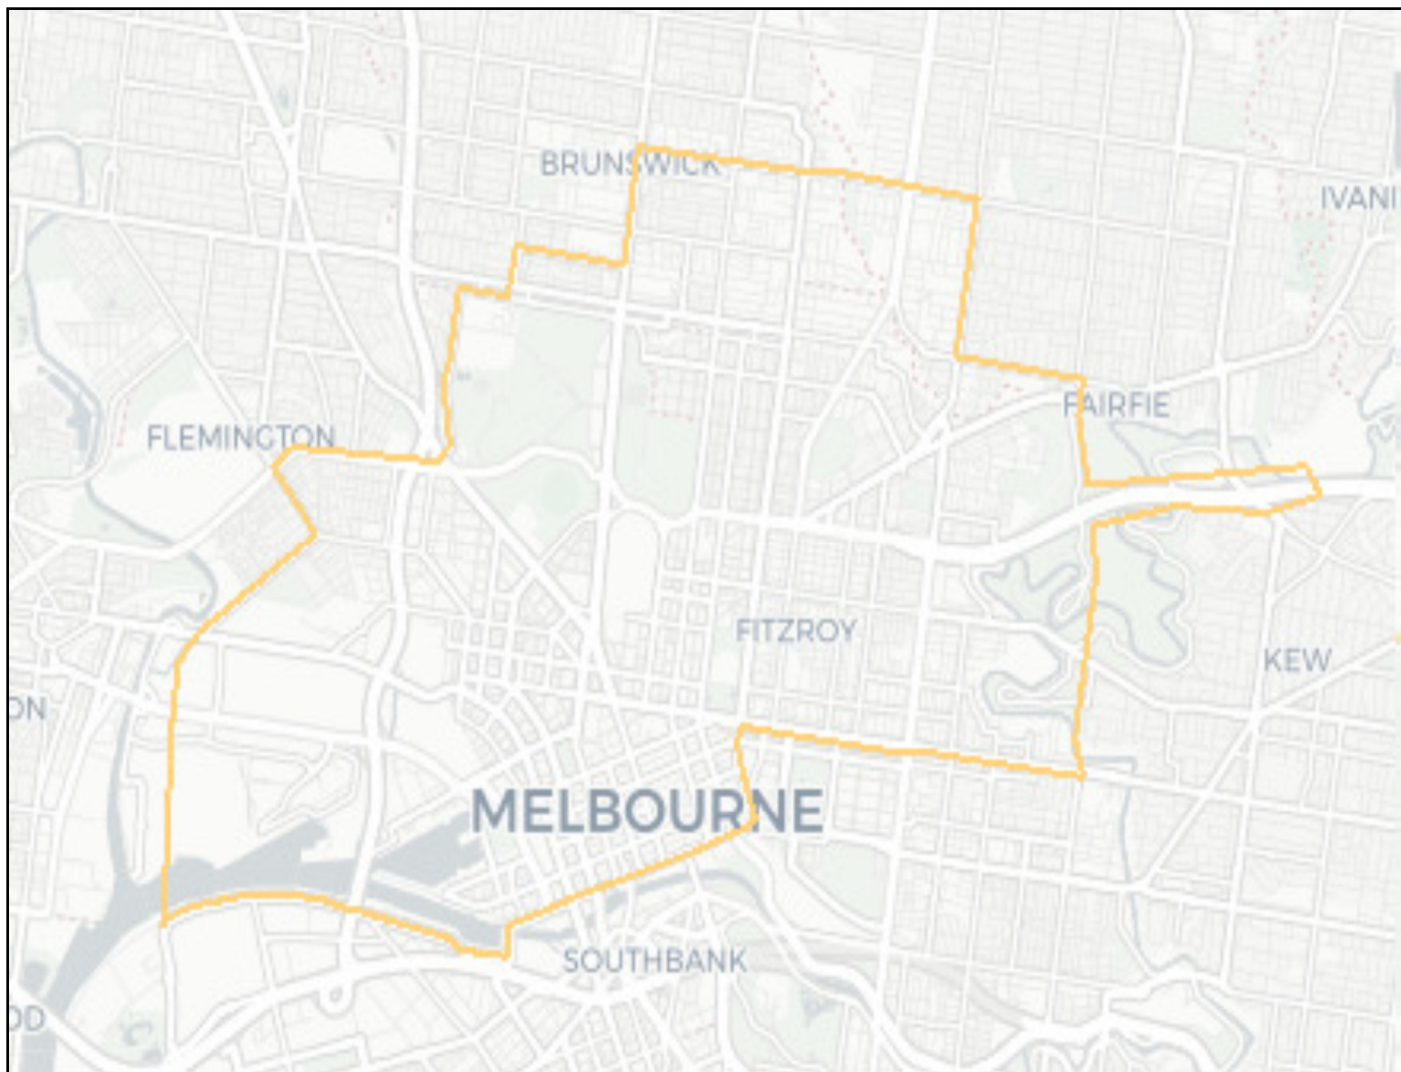 BRUNSWICK
IVANI
FAIRFIE
FLEMINGTON
FITZROY
KEW
ON
MELBOURNE
SOUTHBANK
OD